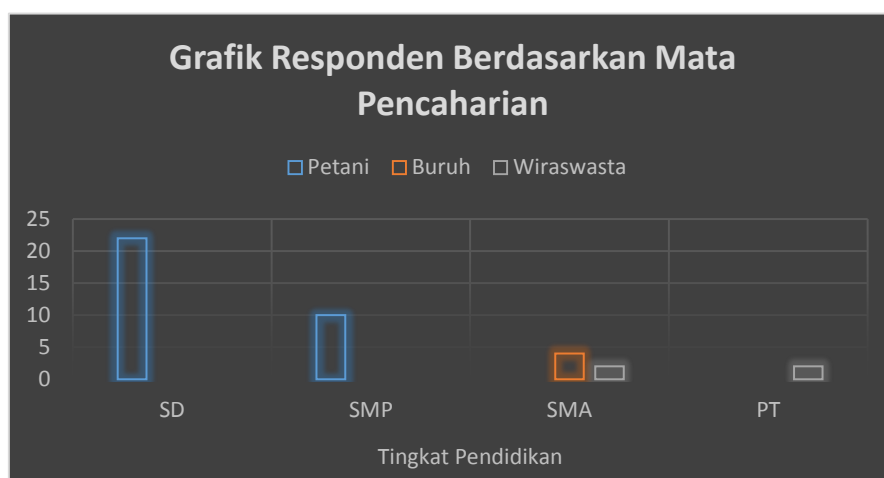 Grafik Responden Berdasarkan Mata
Pencaharian
Petani Buruh Wiraswasta
25
20
15
10
5
0
SD SMP SMA PT
Tingkat Pendidikan